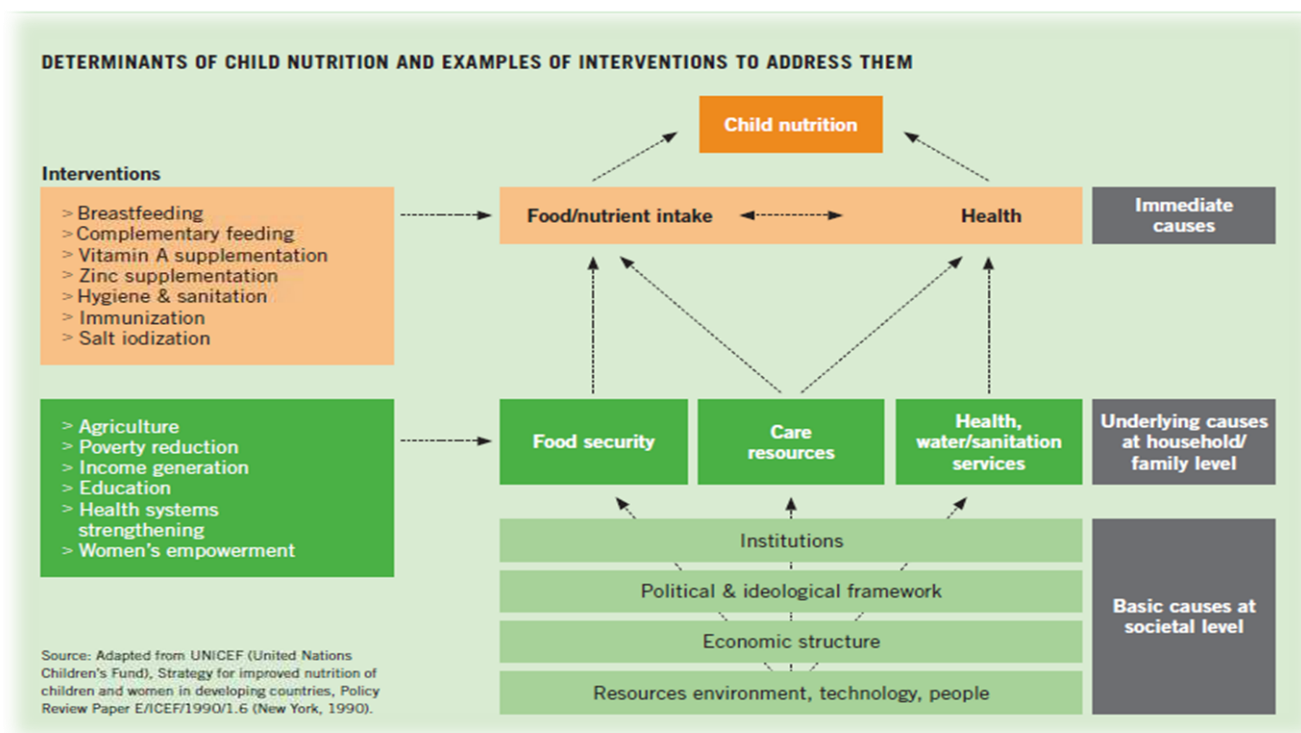 DETERMINANTS OF CHILD NUTRITION AND EXAMPLES OF INTERVENTIONS TO ADDRESS THEM
Child nutrition
Interventions
> Breastfeeding
> Complementary feeding
> Vitamin A supplementation
> Zinc supplementation
> Hygiene & sanitation
> Immunization
> Salt iodization
Food/nutrient intake
Health
Immediate
causes
> Agriculture
> Poverty reduction
> Income generation
> Education
> Health systems
strengthening
> Women's empowerment
Food security
Care
resources
Health,
water/sanitation
services
Underlying causes
at household/
family level
Institutions
Political & ideological framework
Economic structure
Resources environment, technology, people
Basic causes at
societal level
Source: Adapted from UNICEF (United Nations
Children's Fund), Strategy for improved nutrition of
children and women in developing countries, Policy
Review Paper E/ICEF/1990/1.6 (New York, 1990).